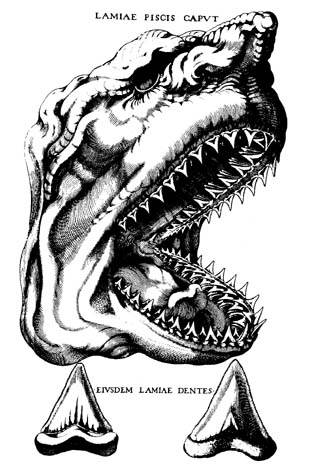 LAMIAE PISCIS CAPVT
EIVSDEM LAMIAE DENTES